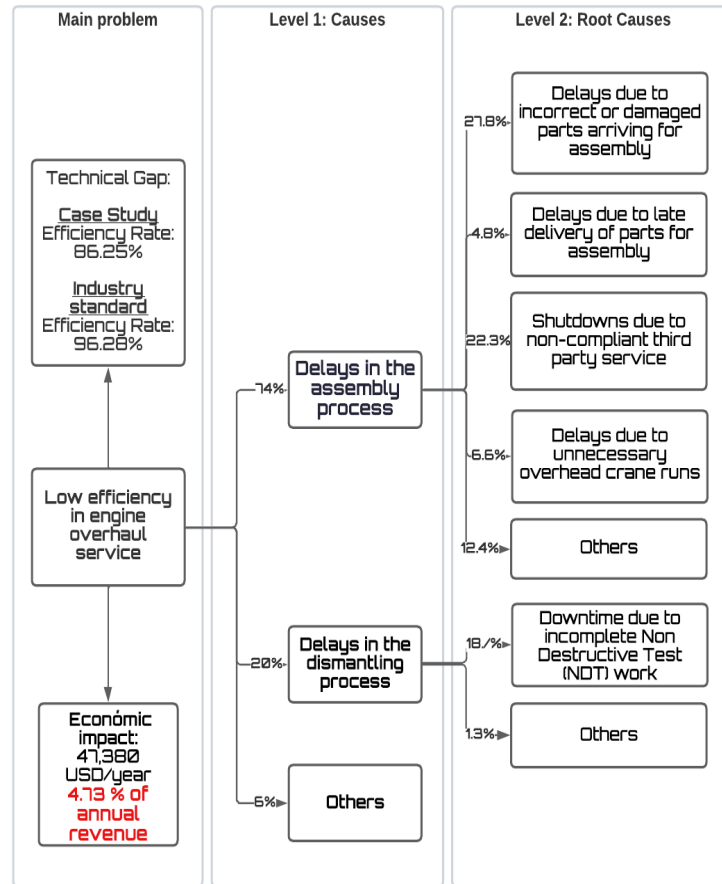 Main problem
Level 1: Causes
Level 2: Root Causes
Technical Gap:
Case Study
Efficiency Rate:
86.25%
Industry
standard
Efficiency Rate:
96.28%
Low efficiency
in engine
overhaul
service
Económic
impact:
47,380
USD/year
4.73 % of
annual
revenue
74%
Delays in the
assembly
process
20%
Delays in the
dismantling
process
6%
Others
27.8%
Delays due to
incorrect or damaged
parts arriving for
assembly
4.8%
Delays due to late
delivery of parts for
assembly
22.3%
Shutdowns due to
non-compliant third
party service
6.6%
Delays due to
unnecessary
overhead crane runs
12.4%
Others
18/%
Downtime due to
incomplete Non
Destructive Test
(NDT) work
1.3%
Others